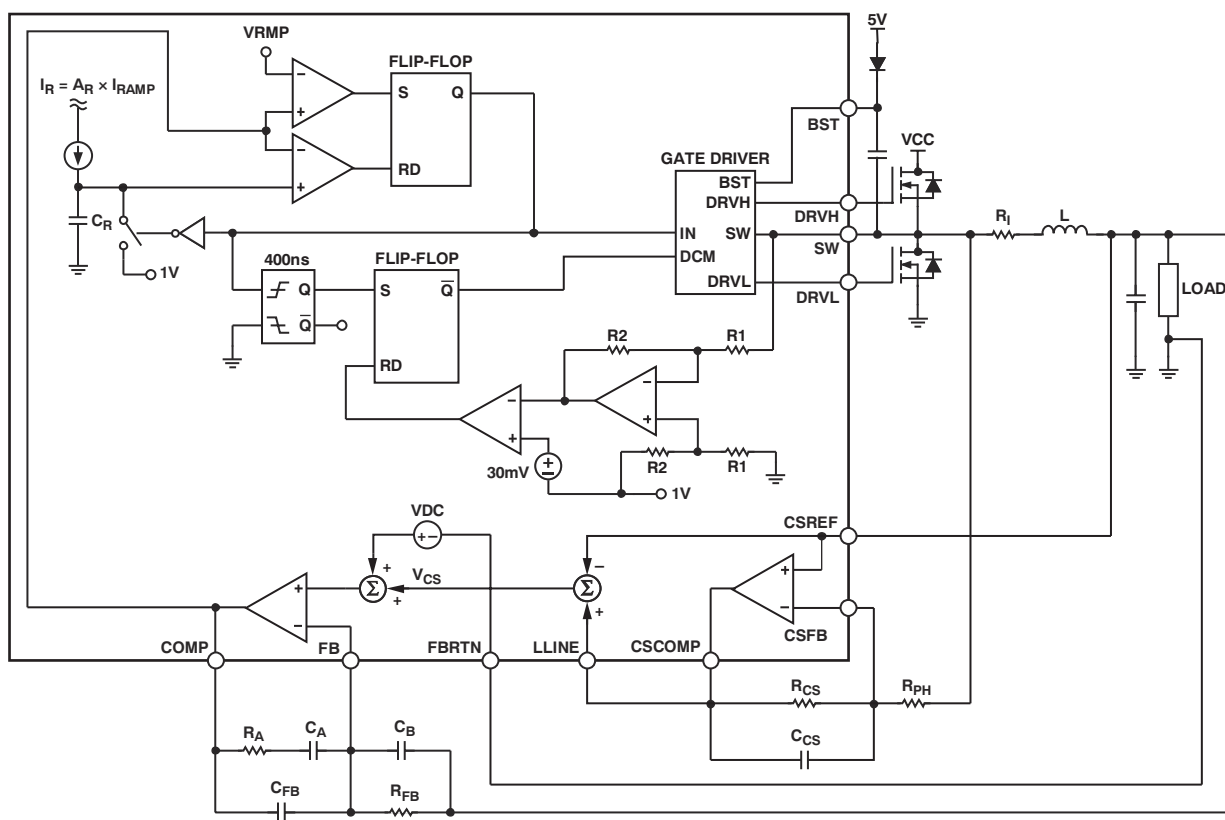 5V
VRMP
FLIP-FLOP
I_R = A_R × I_RAMP
−
S
Q
+
−
BST
VCC
RD
GATE DRIVER
+
BST
DRVH
DRVH
C_R
R_I
L
IN
SW
SW
DCM
1V
400ns
FLIP-FLOP
DRVL
DRVL
Q
S
Q̅
LOAD
Q̅
R2
R1
RD
−
−
+
+
30mV
+
−
R2
R1
1V
VDC
CSREF
+−
+
−
+
V_CS
Σ
Σ
+
+
+
−
−
CSFB
COMP
FB
FBRTN
LLINE
CSCOMP
R_CS
R_PH
R_A
C_A
C_B
C_CS
C_FB
R_FB